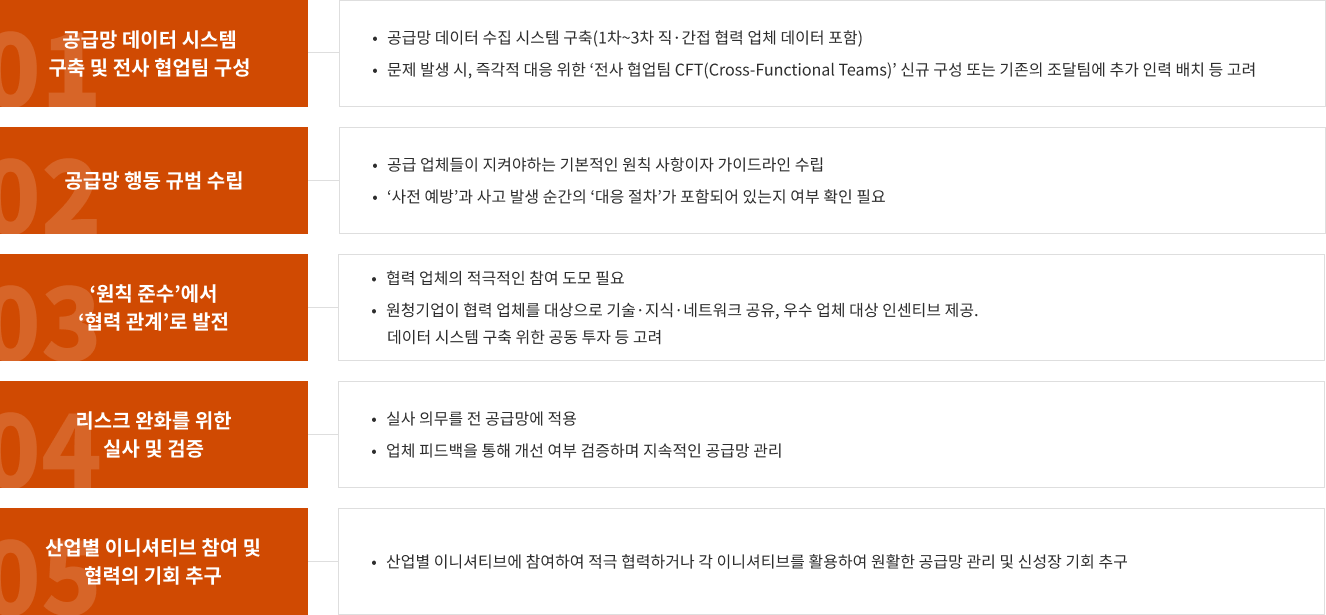 01
공급망 데이터 시스템
구축 및 전사 협업팀 구성
• 공급망 데이터 수집 시스템 구축(1차~3차 직·간접 협력 업체 데이터 포함)
• 문제 발생 시, 즉각적 대응 위한 ‘전사 협업팀 CFT(Cross-Functional Teams)’ 신규 구성 또는 기존의 조달팀에 추가 인력 배치 등 고려
02
공급망 행동 규범 수립
• 공급 업체들이 지켜야하는 기본적인 원칙 사항이자 가이드라인 수립
• ‘사전 예방’과 사고 발생 순간의 ‘대응 절차’가 포함되어 있는지 여부 확인 필요
03
‘원칙 준수’에서
‘협력 관계’로 발전
• 협력 업체의 적극적인 참여 도모 필요
• 원청기업이 협력 업체를 대상으로 기술·지식·네트워크 공유, 우수 업체 대상 인센티브 제공.
데이터 시스템 구축 위한 공동 투자 등 고려
04
리스크 완화를 위한
실사 및 검증
• 실사 의무를 전 공급망에 적용
• 업체 피드백을 통해 개선 여부 검증하며 지속적인 공급망 관리
05
산업별 이니셔티브 참여 및
협력의 기회 추구
• 산업별 이니셔티브에 참여하여 적극 협력하거나 각 이니셔티브를 활용하여 원활한 공급망 관리 및 신성장 기회 추구